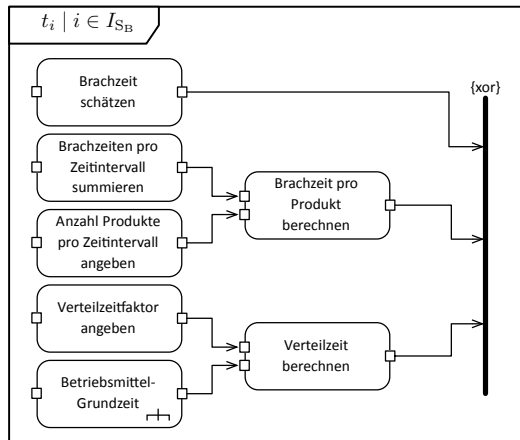 t_i | i ∈ I_{S_B}
{xor}
Brachzeit
schätzen
Brachzeiten pro
Zeitintervall
summieren
Brachzeit pro
Produkt
berechnen
Anzahl Produkte
pro Zeitintervall
angeben
Verteilzeitfaktor
angeben
Verteilzeit
berechnen
Betriebsmittel-
Grundzeit